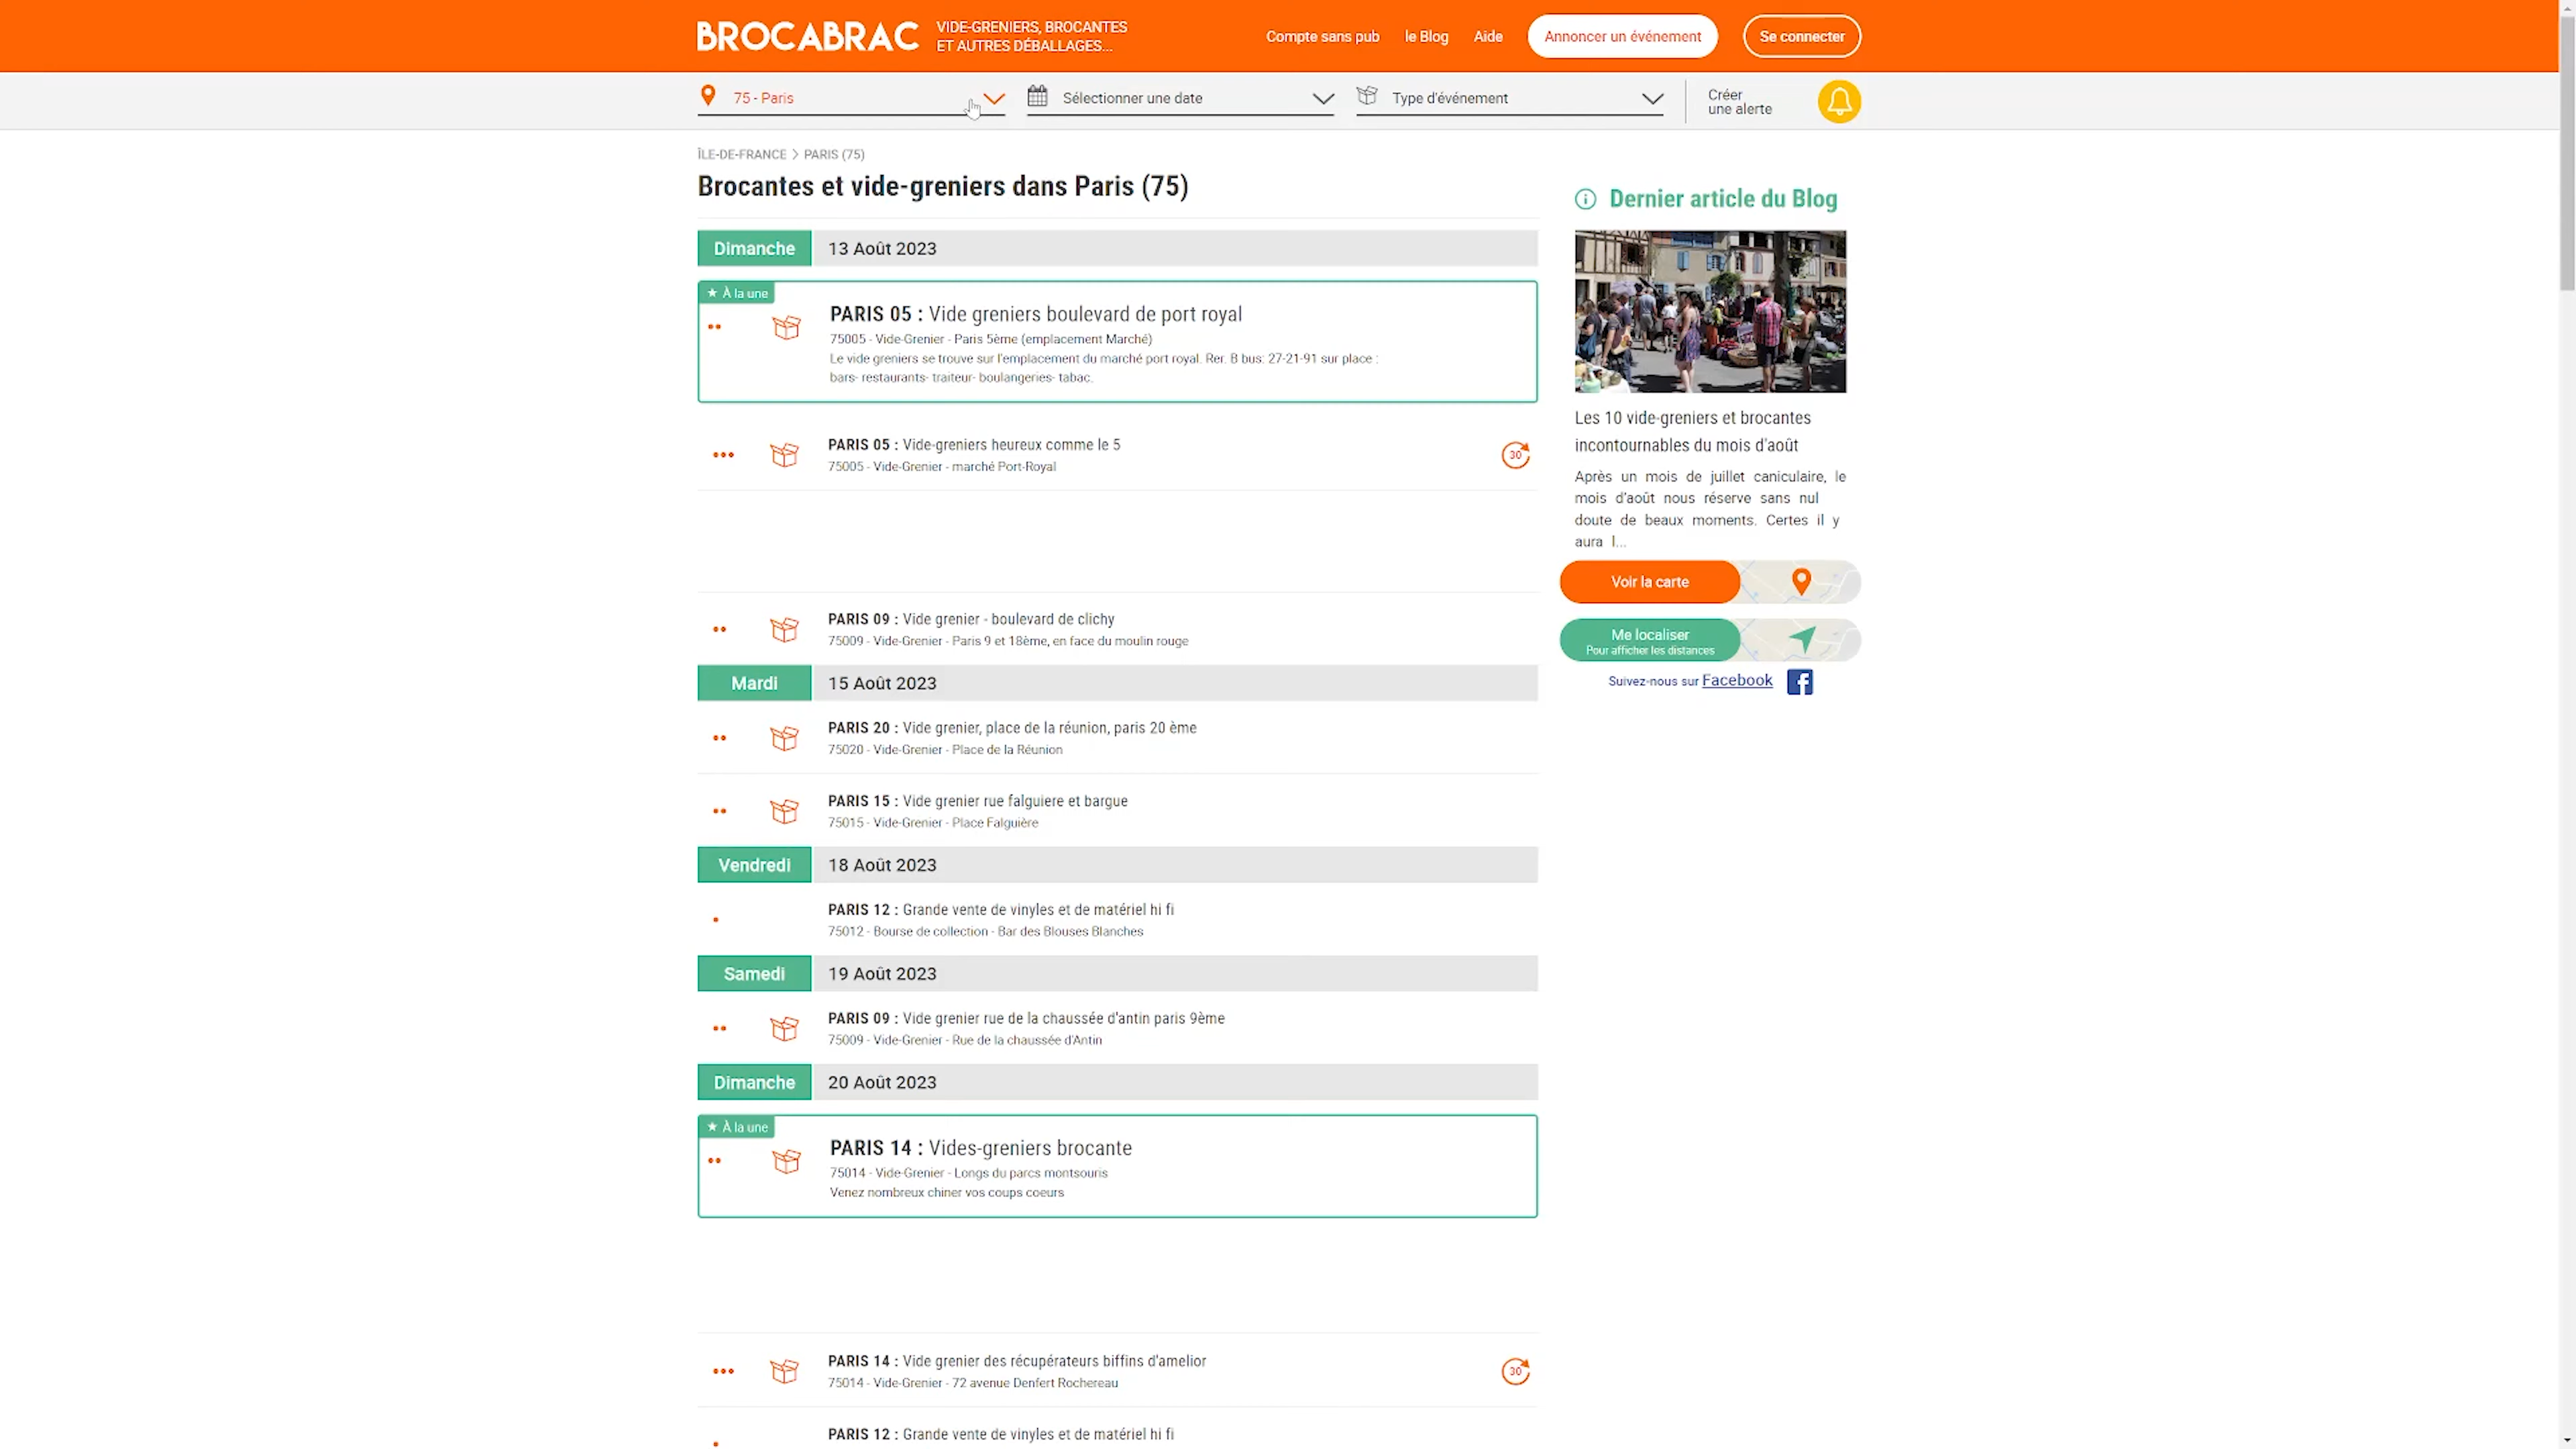 BROCABRAC
VIDE-GRENIERS, BROCANTES
ET AUTRES DÉBALLAGES...
Compte sans pub
le Blog
Aide
Annoncer un événement
Se connecter
75 - Paris
Sélectionner une date
Type d'événement
Créer
une alerte
ÎLE-DE-FRANCE > PARIS (75)
Brocantes et vide-greniers dans Paris (75)
Dimanche 13 Août 2023
★ À la une
PARIS 05 : Vide greniers boulevard de port royal
75005 - Vide-Grenier - Paris 5ème (emplacement Marché)
Le vide greniers se trouve sur l'emplacement du marché port royal. Rer. B bus: 27-21-91 sur place :
bars- restaurants- traiteur- boulangeries- tabac.
PARIS 05 : Vide-greniers heureux comme le 5
75005 - Vide-Grenier - marché Port-Royal
30
PARIS 09 : Vide grenier - boulevard de clichy
75009 - Vide-Grenier - Paris 9 et 18ème, en face du moulin rouge
Mardi 15 Août 2023
PARIS 20 : Vide grenier, place de la réunion, paris 20 ème
75020 - Vide-Grenier - Place de la Réunion
PARIS 15 : Vide grenier rue falguiere et bargue
75015 - Vide-Grenier - Place Falguière
Vendredi 18 Août 2023
PARIS 12 : Grande vente de vinyles et de matériel hi fi
75012 - Bourse de collection - Bar des Blouses Blanches
Samedi 19 Août 2023
PARIS 09 : Vide grenier rue de la chaussée d'antin paris 9ème
75009 - Vide-Grenier - Rue de la chaussée d'Antin
Dimanche 20 Août 2023
★ À la une
PARIS 14 : Vides-greniers brocante
75014 - Vide-Grenier - Longs du parcs montsouris
Venez nombreux chiner vos coups coeurs
PARIS 14 : Vide grenier des récupérateurs biffins d'amelior
75014 - Vide-Grenier - 72 avenue Denfert Rochereau
30
PARIS 12 : Grande vente de vinyles et de matériel hi fi
Dernier article du Blog
Les 10 vide-greniers et brocantes
incontournables du mois d'août
Après un mois de juillet caniculaire, le
mois d'août nous réserve sans nul
doute de beaux moments. Certes il y
aura l...
Voir la carte
Me localiser
Pour afficher les distances
Suivez-nous sur Facebook